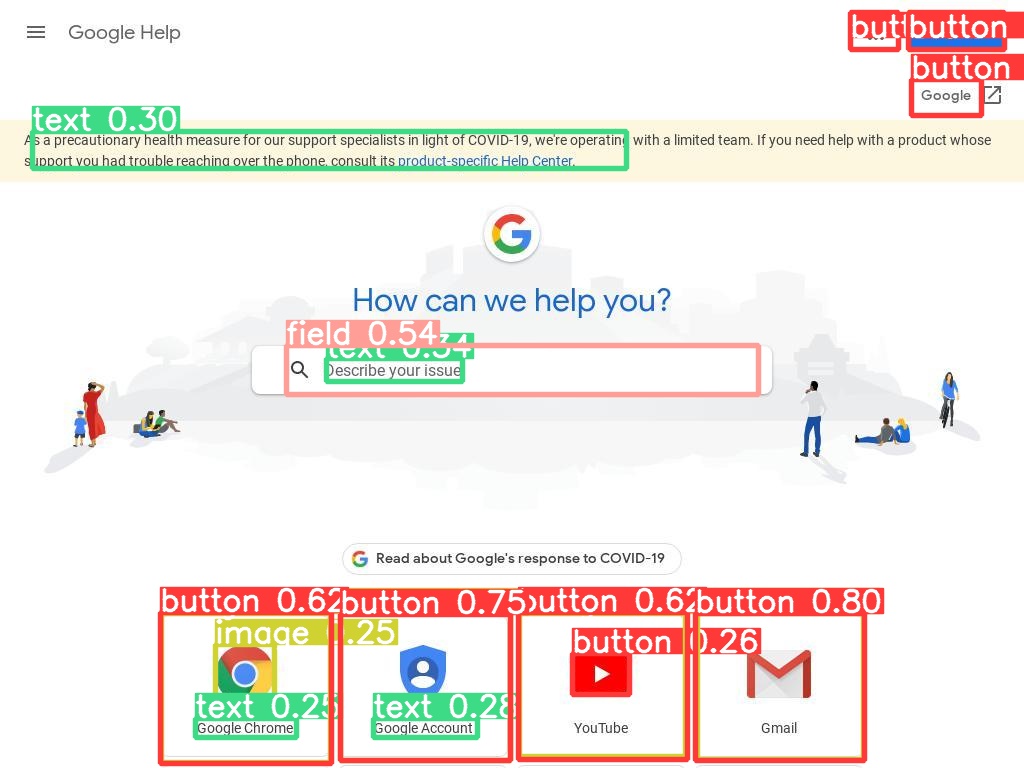 Google Help
button
button
Google
text 0.30
As a precautionary health measure for our support specialists in light of COVID-19, we're operating with a limited team. If you need help with a product whose
support you had trouble reaching over the phone, consult its product-specific Help Center.
How can we help you?
field 0.54
text 0.34
Describe your issue
Read about Google's response to COVID-19
button 0.62 button 0.75 button 0.62 button 0.80
image 0.25 button 0.26
text 0.25 text 0.28
Google Chrome Google Account YouTube Gmail